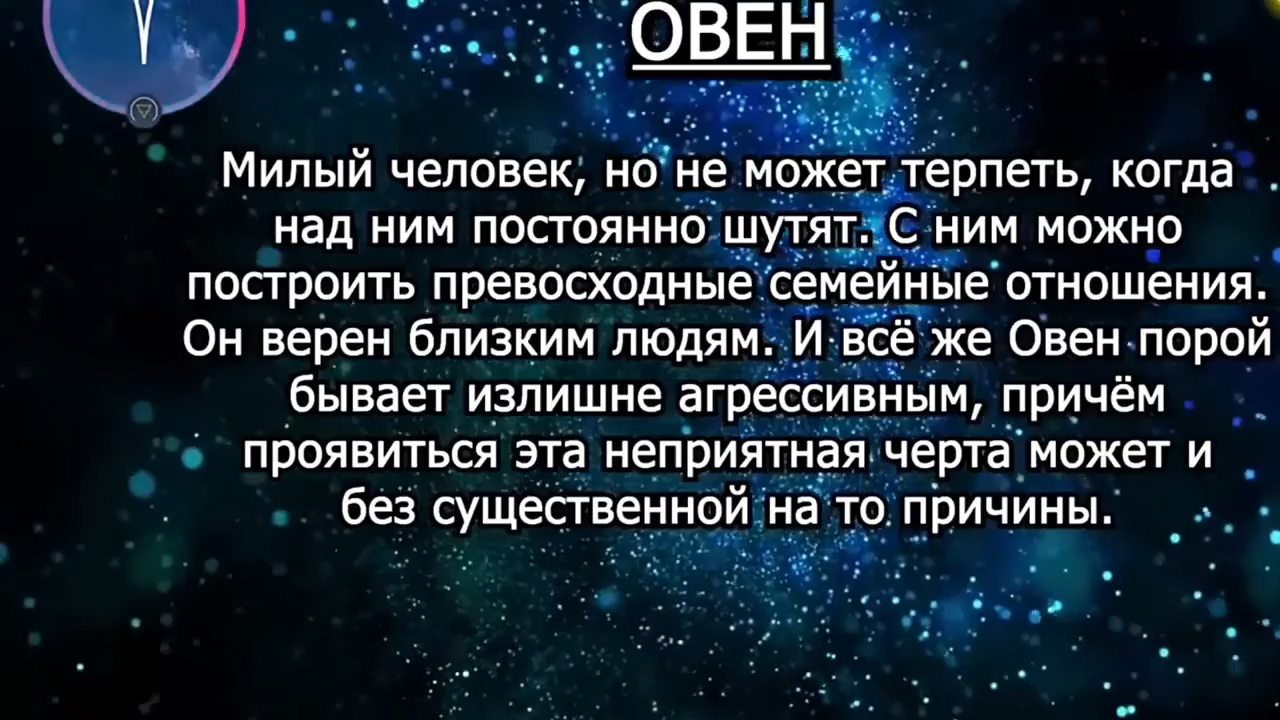 ОВЕН
Милый человек, но не может терпеть, когда
над ним постоянно шутят. С ним можно
построить превосходные семейные отношения.
Он верен близким людям. И всё же Овен порой
бывает излишне агрессивным, причём
проявиться эта неприятная черта может и
без существенной на то причины.